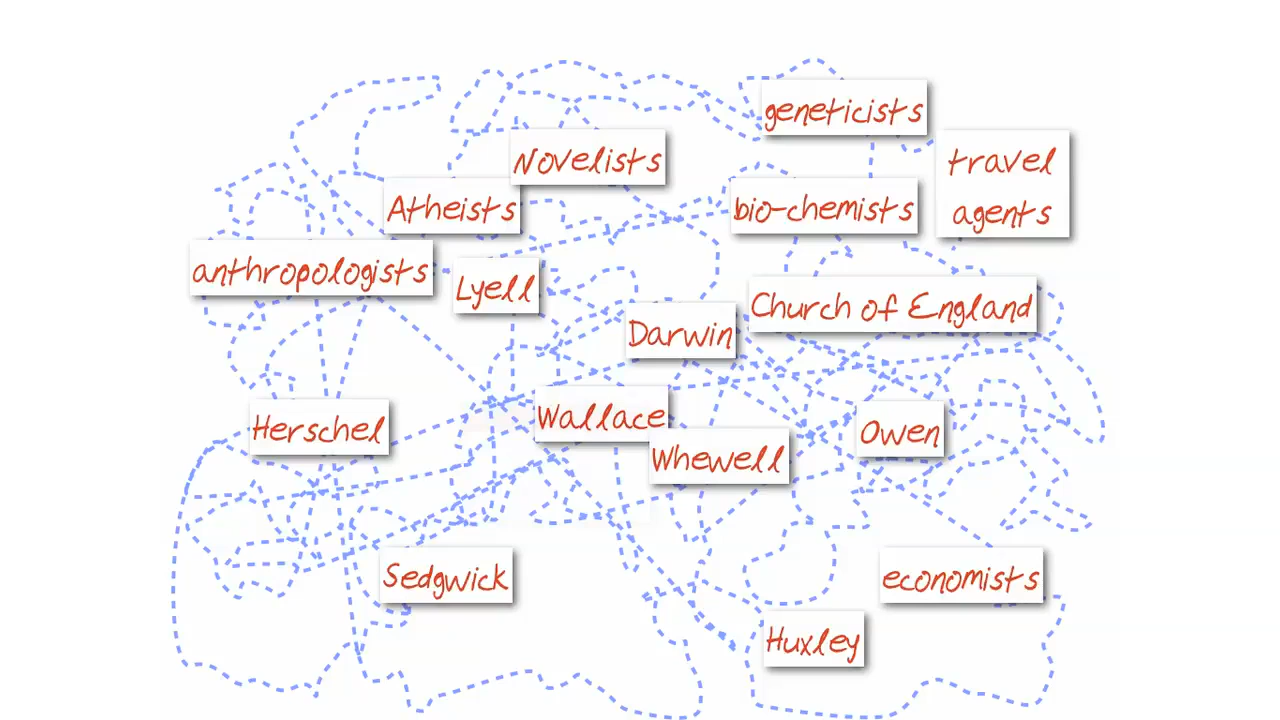 geneticists
Novelists
travel
agents
Atheists
bio-chemists
anthropologists
Lyell
Church of England
Darwin
Wallace
Herschel
Owen
Whewell
Sedgwick
economists
Huxley